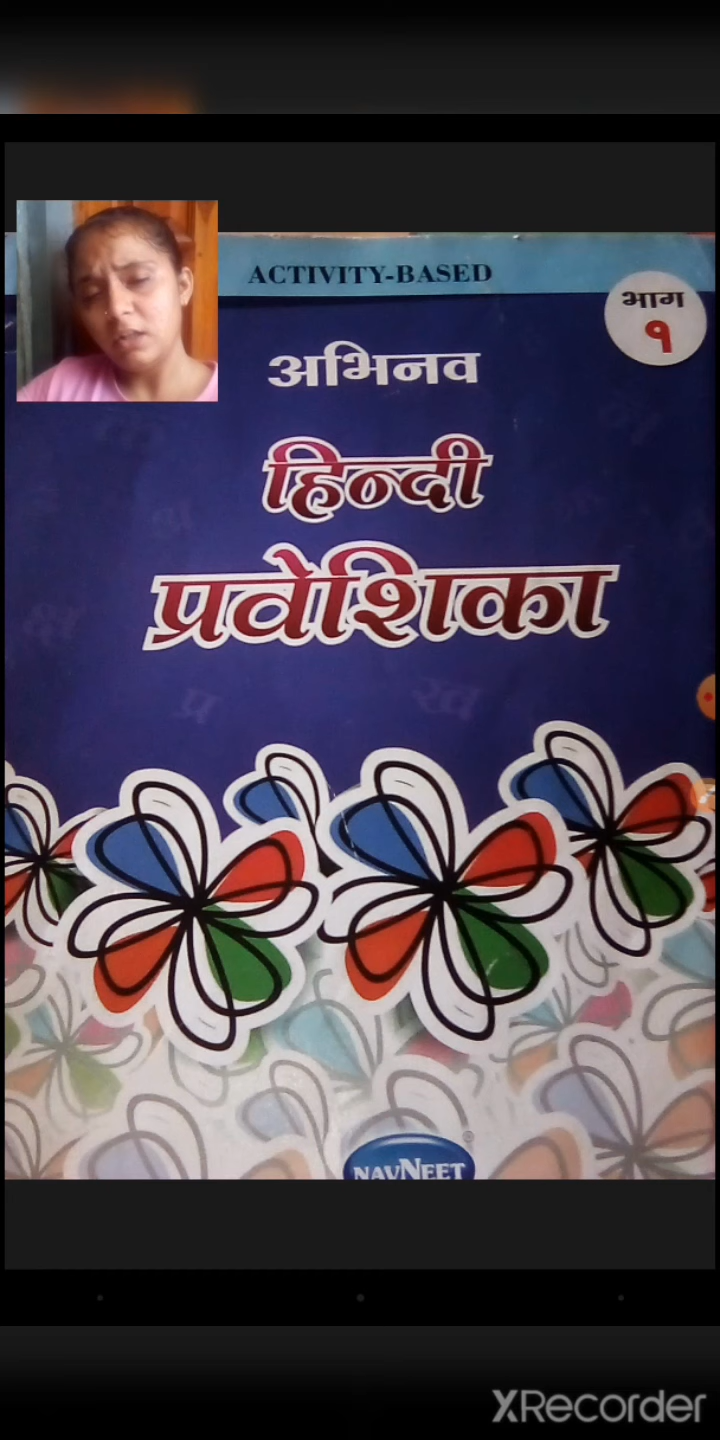 ACTIVITY-BASED
भाग
१
अभिनव
हिन्दी
प्रवेशिका
प्र
ख
NAVNEET
XRecorder